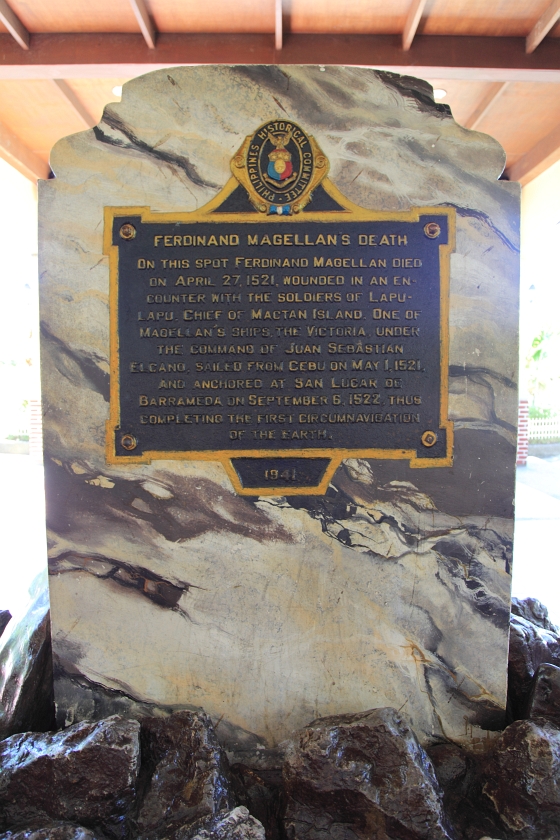 PHILIPPINES HISTORICAL COMMITTEE
FERDINAND MAGELLAN'S DEATH
ON THIS SPOT FERDINAND MAGELLAN DIED
ON APRIL 27, 1521, WOUNDED IN AN EN-
COUNTER WITH THE SOLDIERS OF LAPU-
LAPU, CHIEF OF MACTAN ISLAND. ONE OF
MAGELLAN'S SHIPS, THE VICTORIA, UNDER
THE COMMAND OF JUAN SEBASTIAN
ELCANO, SAILED FROM CEBU ON MAY 1, 1521,
AND ANCHORED AT SAN LUCAR DE
BARRAMEDA ON SEPTEMBER 6, 1522, THUS
COMPLETING THE FIRST CIRCUMNAVIGATION
OF THE EARTH.
1941